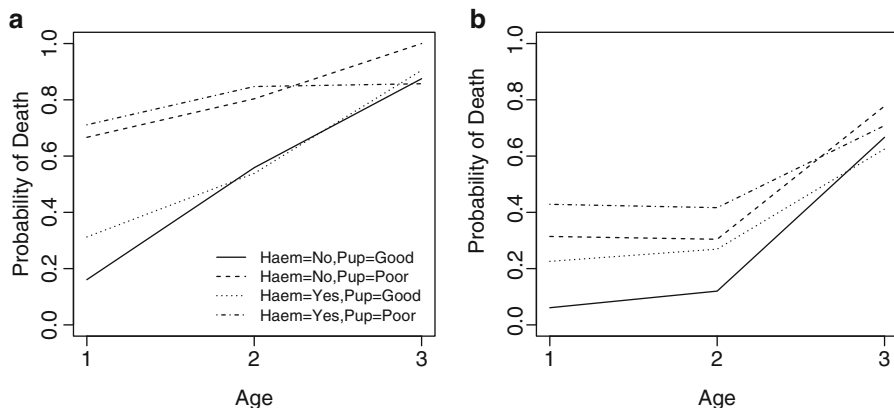 a
Probability of Death
1.0
0.8
0.6
0.4
0.2
0.0
Haem=No,Pup=Good
Haem=No,Pup=Poor
Haem=Yes,Pup=Good
Haem=Yes,Pup=Poor
1 2 3
Age
b
Probability of Death
1.0
0.8
0.6
0.4
0.2
0.0
1 2 3
Age